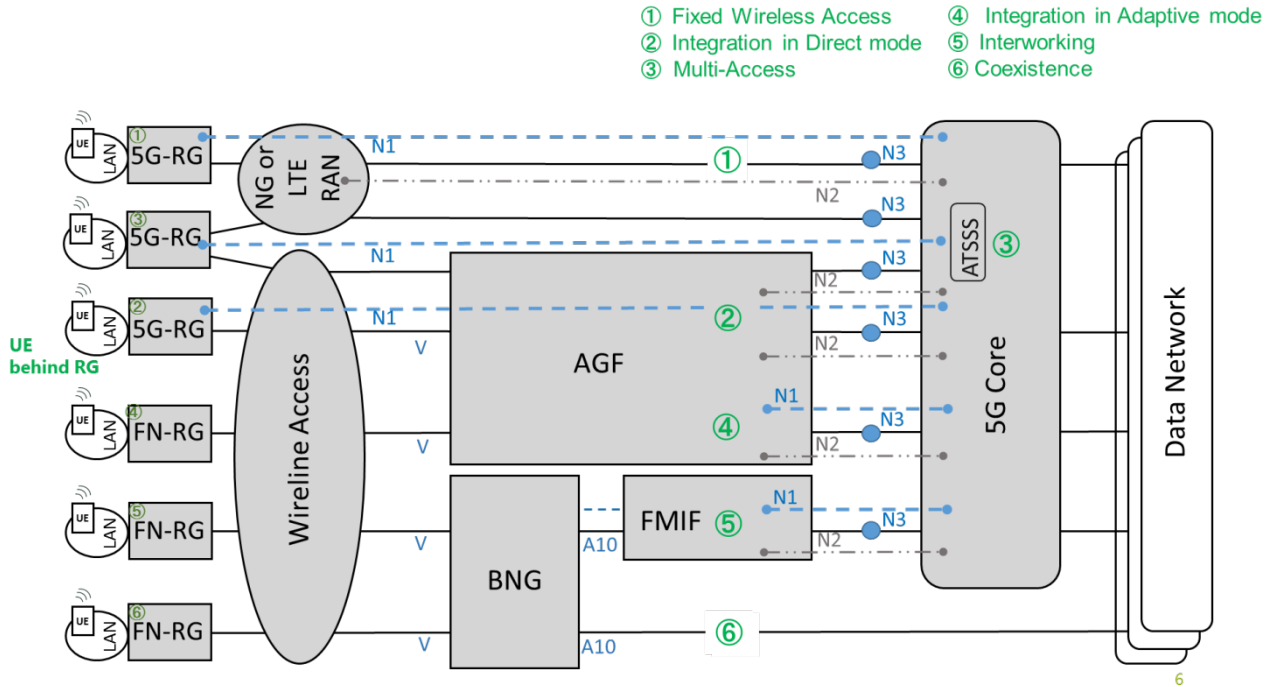 ① Fixed Wireless Access
④ Integration in Adaptive mode
② Integration in Direct mode
⑤ Interworking
③ Multi-Access
⑥ Coexistence
UE
LAN
①
5G-RG
NG or
LTE
RAN
N1
①
N3
N2
UE
LAN
③
5G-RG
N3
N1
ATSSS
③
N3
N2
UE
LAN
②
5G-RG
N1
V
②
N3
N2
UE
behind RG
AGF
5G Core
Data Network
Wireline Access
UE
LAN
④
FN-RG
V
④
N1
N3
N2
UE
LAN
⑤
FN-RG
V
BNG
A10
FMIF
⑤
N1
N3
N2
UE
LAN
⑥
FN-RG
V
A10
⑥
6